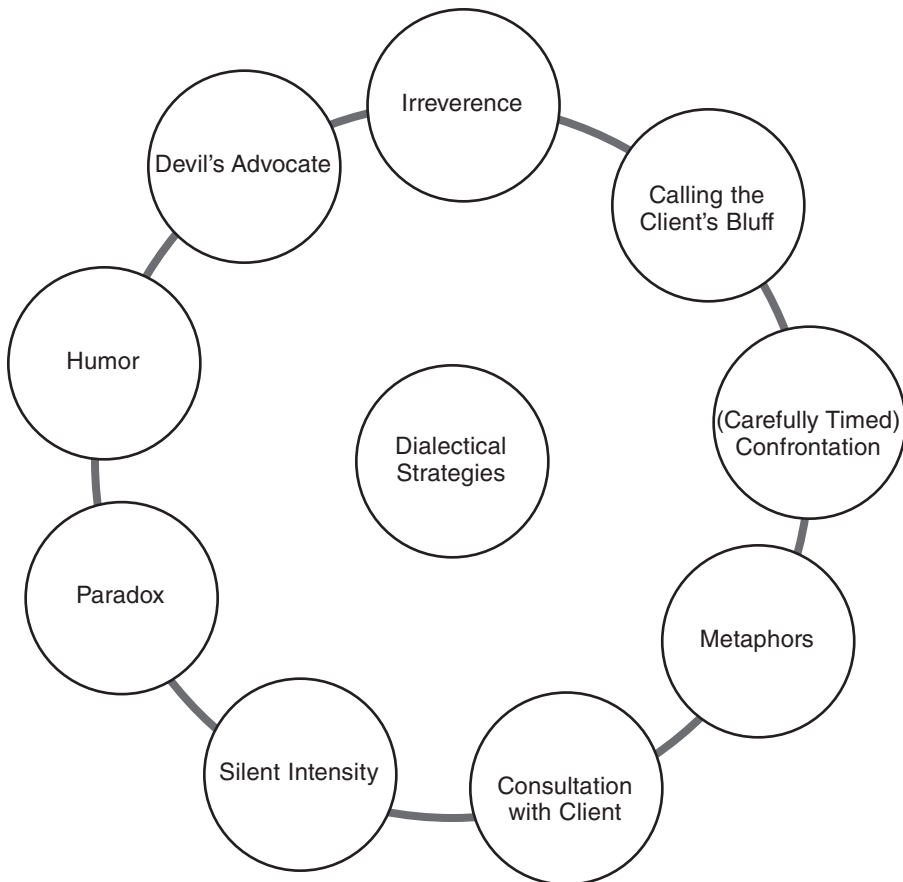 Irreverence
Devil's Advocate
Calling the
Client's Bluff
Humor
(Carefully Timed)
Confrontation
Dialectical
Strategies
Paradox
Metaphors
Silent Intensity
Consultation
with Client